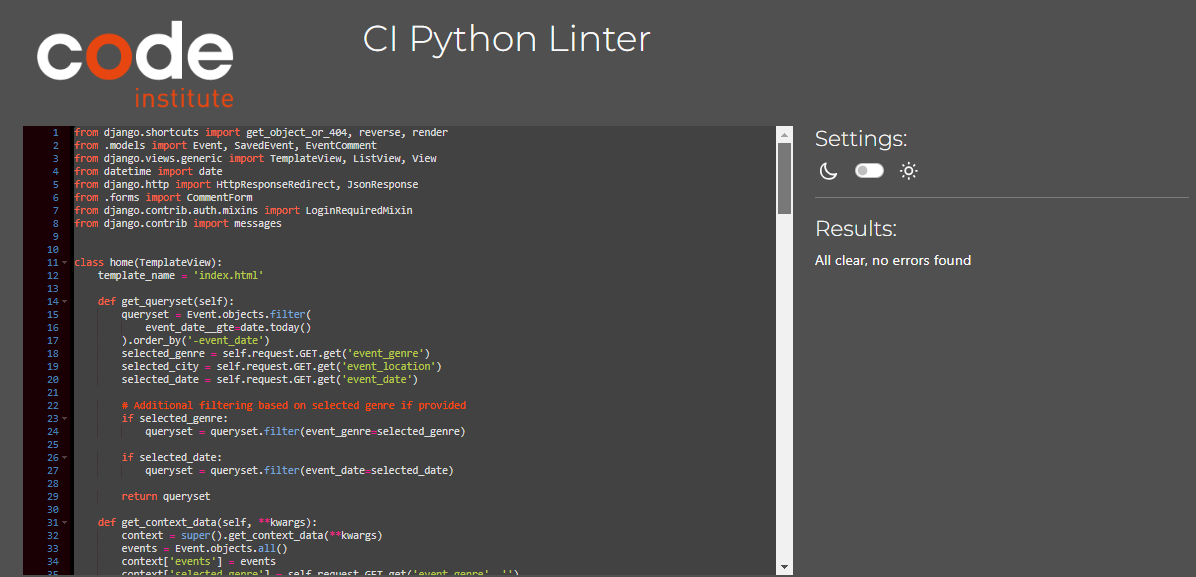 code
institute
CI Python Linter
1 from django.shortcuts import get_object_or_404, reverse, render
2 from .models import Event, SavedEvent, EventComment
3 from django.views.generic import TemplateView, ListView, View
4 from datetime import date
5 from django.http import HttpResponseRedirect, JsonResponse
6 from .forms import CommentForm
7 from django.contrib.auth.mixins import LoginRequiredMixin
8 from django.contrib import messages
9
10
11 class home(TemplateView):
12     template_name = 'index.html'
13
14     def get_queryset(self):
15         queryset = Event.objects.filter(
16             event_date__gte=date.today()
17         ).order_by('-event_date')
18         selected_genre = self.request.GET.get('event_genre')
19         selected_city = self.request.GET.get('event_location')
20         selected_date = self.request.GET.get('event_date')
21
22         # Additional filtering based on selected genre if provided
23         if selected_genre:
24             queryset = queryset.filter(event_genre=selected_genre)
25
26         if selected_date:
27             queryset = queryset.filter(event_date=selected_date)
28
29         return queryset
30
31     def get_context_data(self, **kwargs):
32         context = super().get_context_data(**kwargs)
33         events = Event.objects.all()
34         context['events'] = events
35         context['selected_genre'] = self.request.GET.get('event_genre', '')
Settings:
Results:
All clear, no errors found